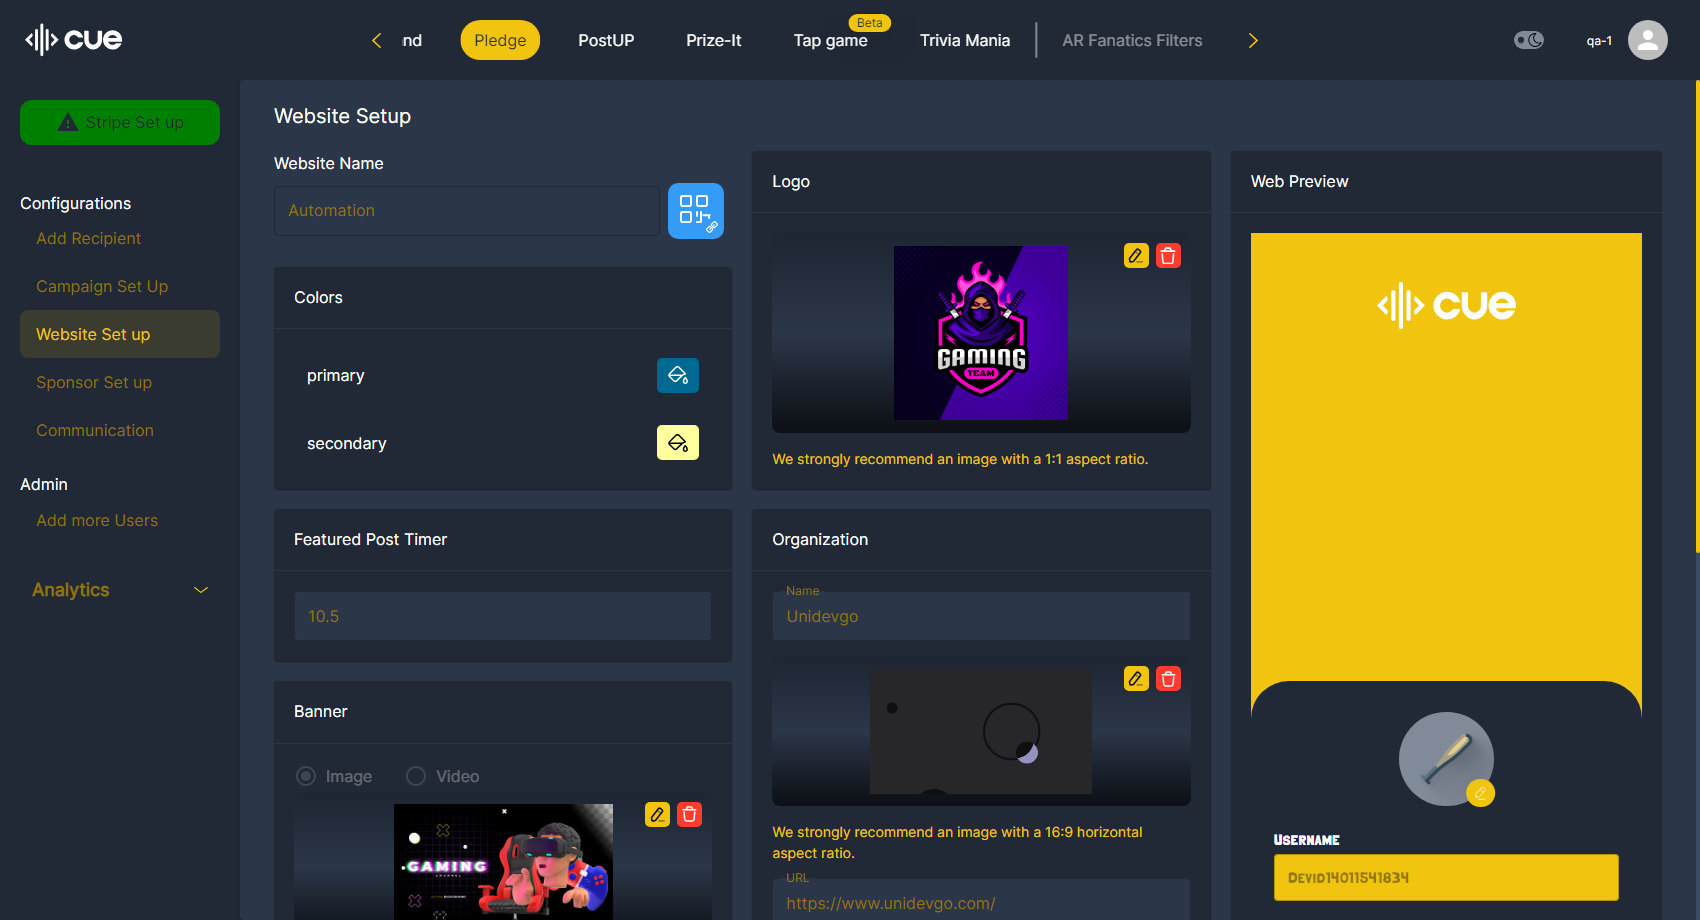 cue
nd
Pledge
PostUP
Prize-It
Beta
Tap game
Trivia Mania
AR Fanatics Filters
qa-1
Stripe Set up
Configurations
Add Recipient
Campaign Set Up
Website Set up
Sponsor Set up
Communication
Admin
Add more Users
Analytics
Website Setup
Website Name
Automation
Colors
primary
secondary
Featured Post Timer
10.5
Banner
Image
Video
GAMING
Logo
GAMING
TEAM
We strongly recommend an image with a 1:1 aspect ratio.
Organization
Name
Unidevgo
We strongly recommend an image with a 16:9 horizontal
aspect ratio.
URL
https://www.unidevgo.com/
Web Preview
cue
Username
Devid14011541834